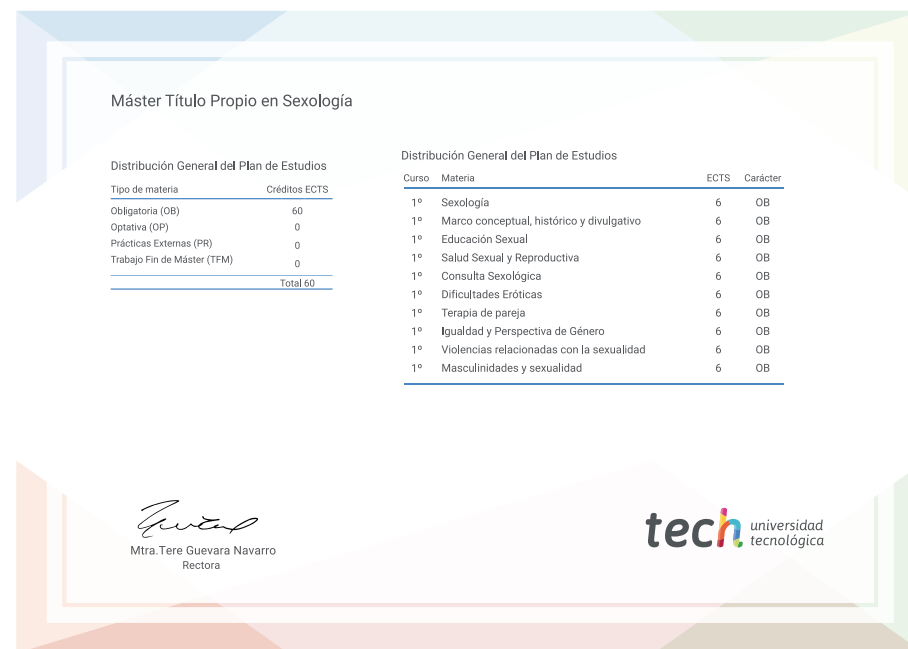 Máster Título Propio en Sexología
Distribución General del Plan de Estudios
Tipo de materia Créditos ECTS
Obligatoria (OB) 60
Optativa (OP) 0
Prácticas Externas (PR) 0
Trabajo Fin de Máster (TFM) 0
Total 60
Distribución General del Plan de Estudios
Curso Materia ECTS Carácter
1º Sexología 6 OB
1º Marco conceptual, histórico y divulgativo 6 OB
1º Educación Sexual 6 OB
1º Salud Sexual y Reproductiva 6 OB
1º Consulta Sexológica 6 OB
1º Dificultades Eróticas 6 OB
1º Terapia de pareja 6 OB
1º Igualdad y Perspectiva de Género 6 OB
1º Violencias relacionadas con la sexualidad 6 OB
1º Masculinidades y sexualidad 6 OB
Mtra.Tere Guevara Navarro
Rectora
tech universidad
tecnológica